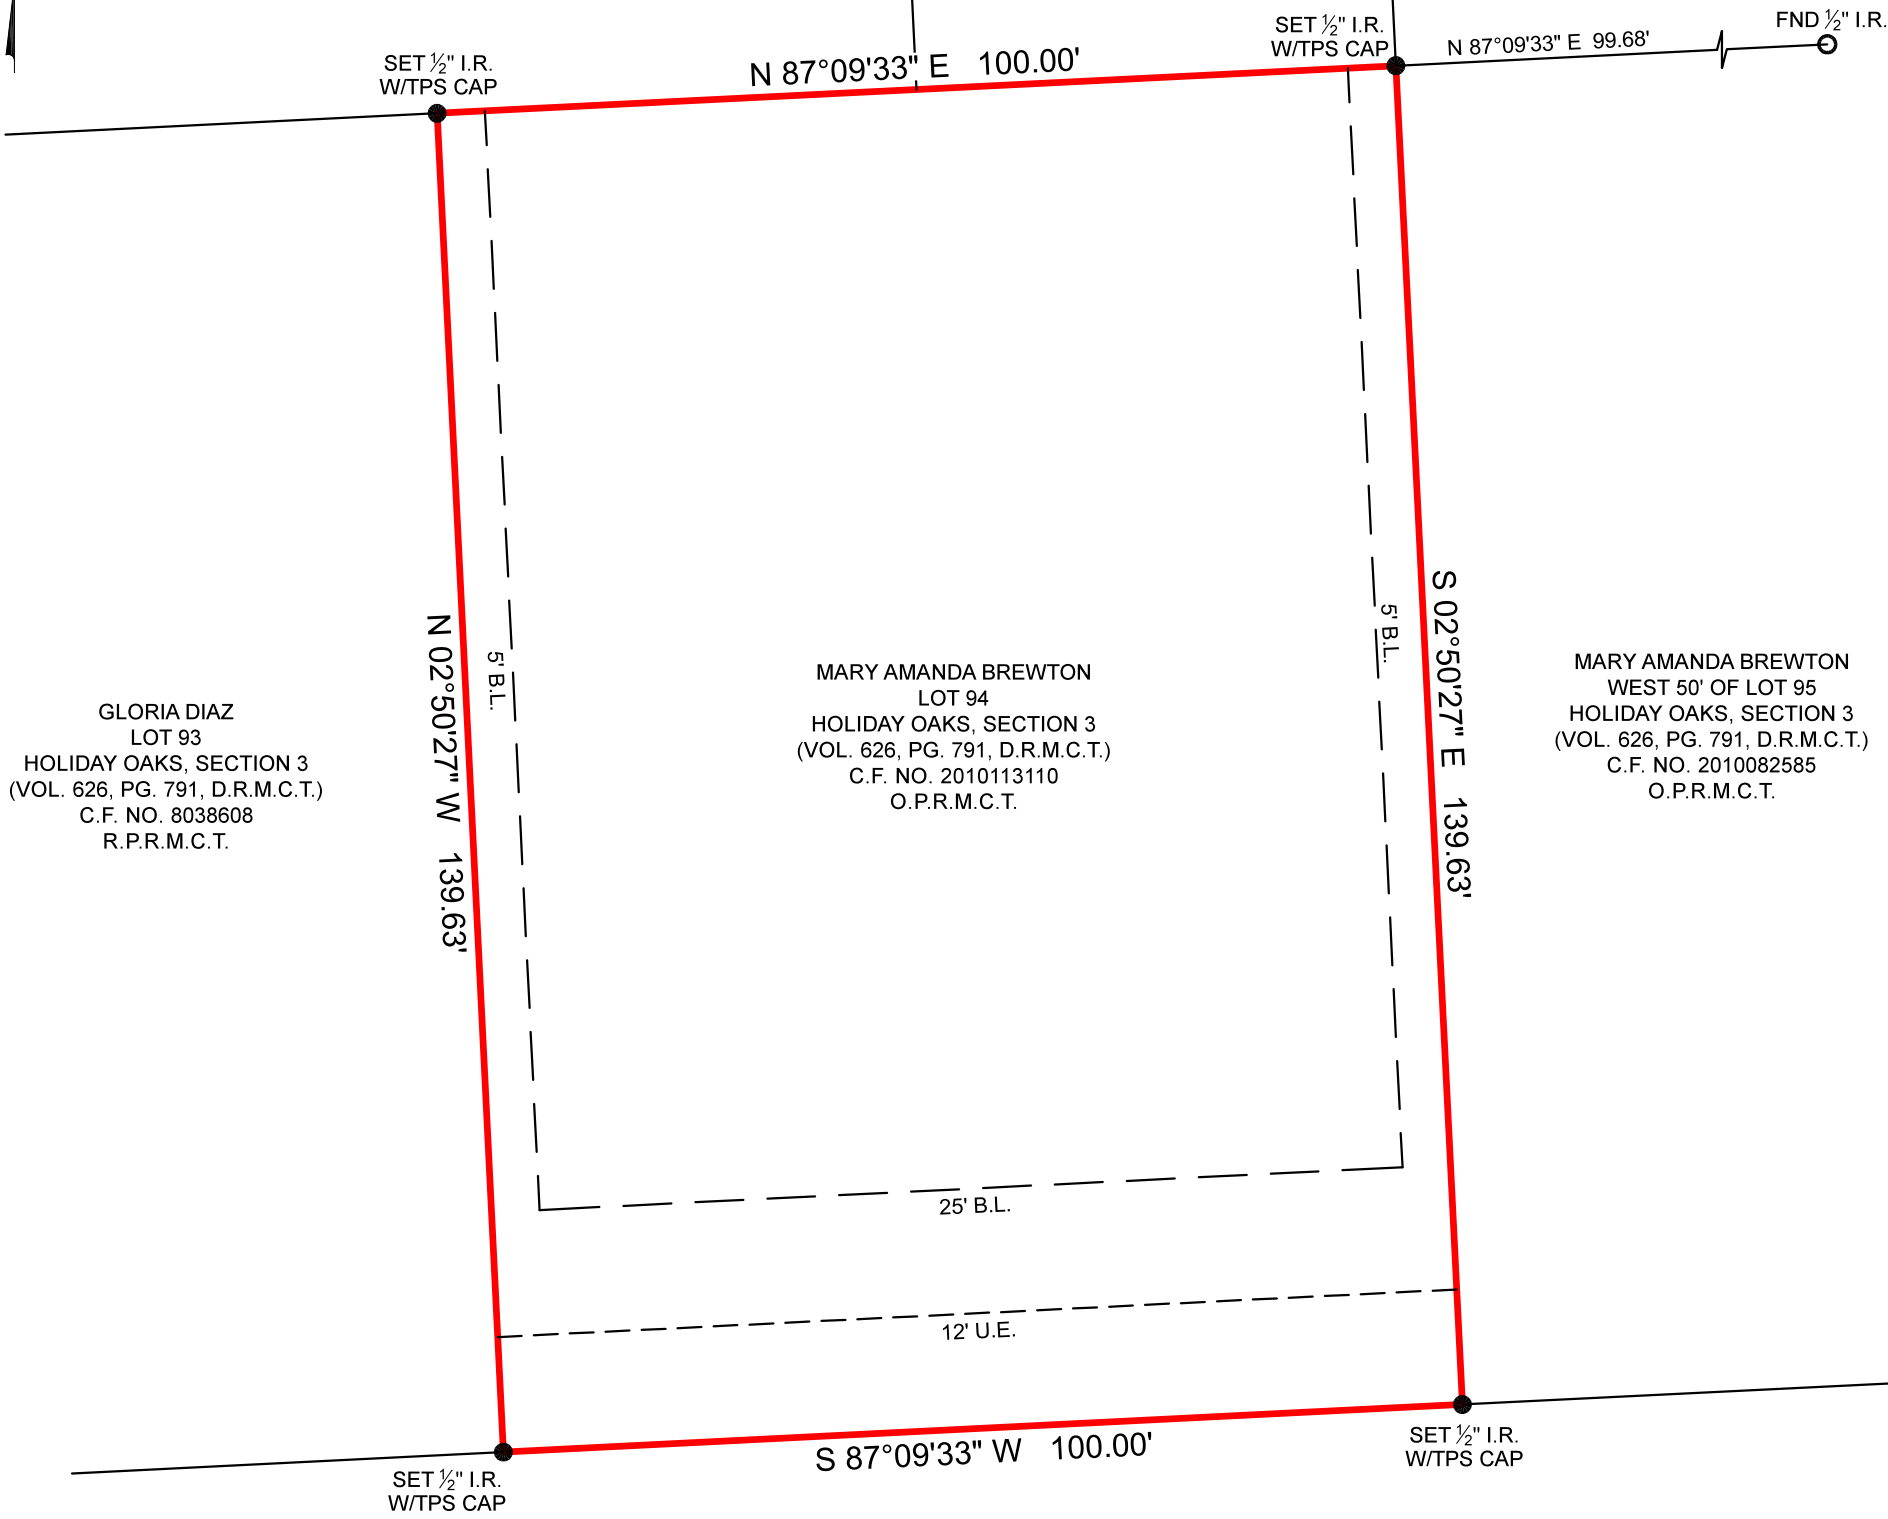 SET ½" I.R.
W/TPS CAP
N 87°09'33" E 100.00'
SET ½" I.R.
W/TPS CAP
N 87°09'33" E 99.68'
FND ½" I.R.
N 02°50'27" W 139.63'
5' B.L.
5' B.L.
S 02°50'27" E 139.63'
GLORIA DIAZ
LOT 93
HOLIDAY OAKS, SECTION 3
(VOL. 626, PG. 791, D.R.M.C.T.)
C.F. NO. 8038608
R.P.R.M.C.T.
MARY AMANDA BREWTON
LOT 94
HOLIDAY OAKS, SECTION 3
(VOL. 626, PG. 791, D.R.M.C.T.)
C.F. NO. 2010113110
O.P.R.M.C.T.
MARY AMANDA BREWTON
WEST 50' OF LOT 95
HOLIDAY OAKS, SECTION 3
(VOL. 626, PG. 791, D.R.M.C.T.)
C.F. NO. 2010082585
O.P.R.M.C.T.
25' B.L.
12' U.E.
S 87°09'33" W 100.00'
SET ½" I.R.
W/TPS CAP
SET ½" I.R.
W/TPS CAP